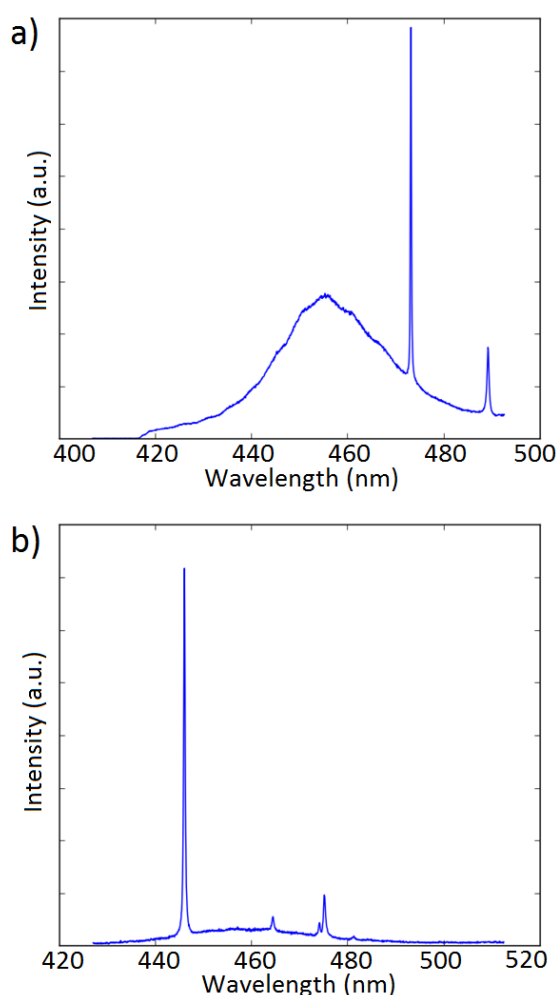 a)
Intensity (a.u.)
400 420 440 460 480 500
Wavelength (nm)
b)
Intensity (a.u.)
420 440 460 480 500 520
Wavelength (nm)